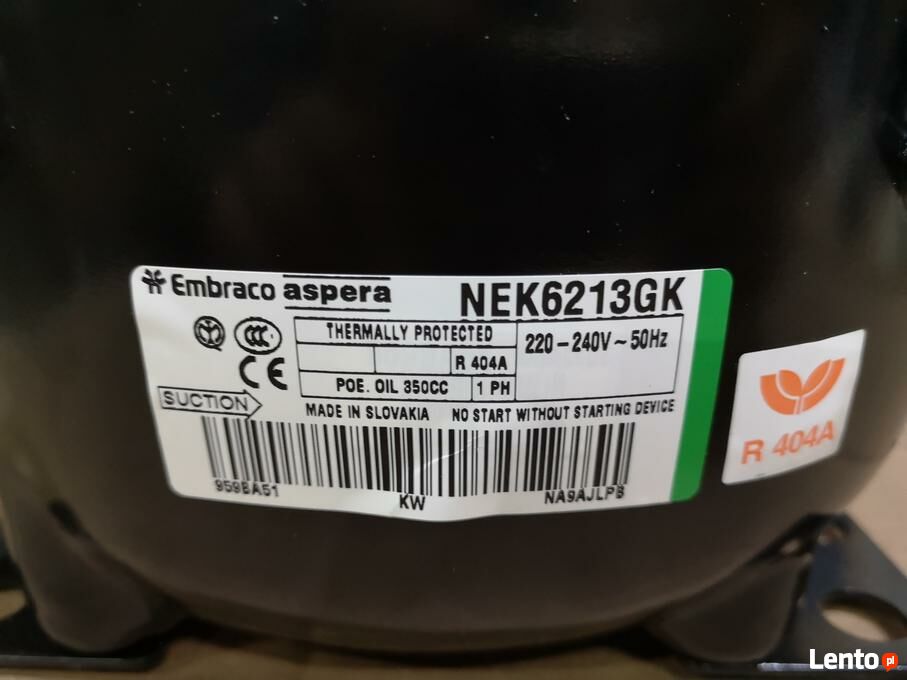 Embraco aspera NEK6213GK
THERMALLY PROTECTED
220-240V~50Hz
R 404A
POE. OIL 350CC
1 PH
CE
SUCTION
MADE IN SLOVAKIA NO START WITHOUT STARTING DEVICE
959BA51
KW
NA9AJLPB
R 404A
Lento pl